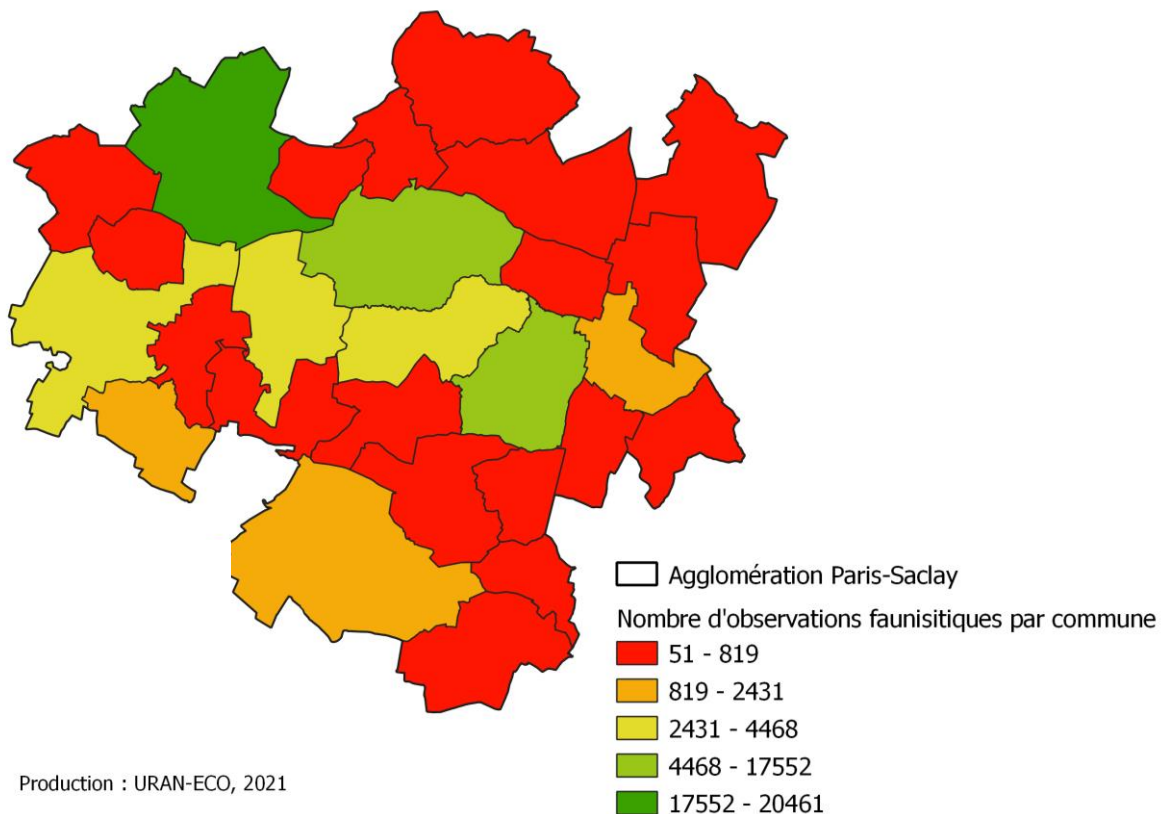 Agglomération Paris-Saclay
Nombre d'observations faunisitiques par commune
51 - 819
819 - 2431
2431 - 4468
4468 - 17552
17552 - 20461
Production : URAN-ECO, 2021